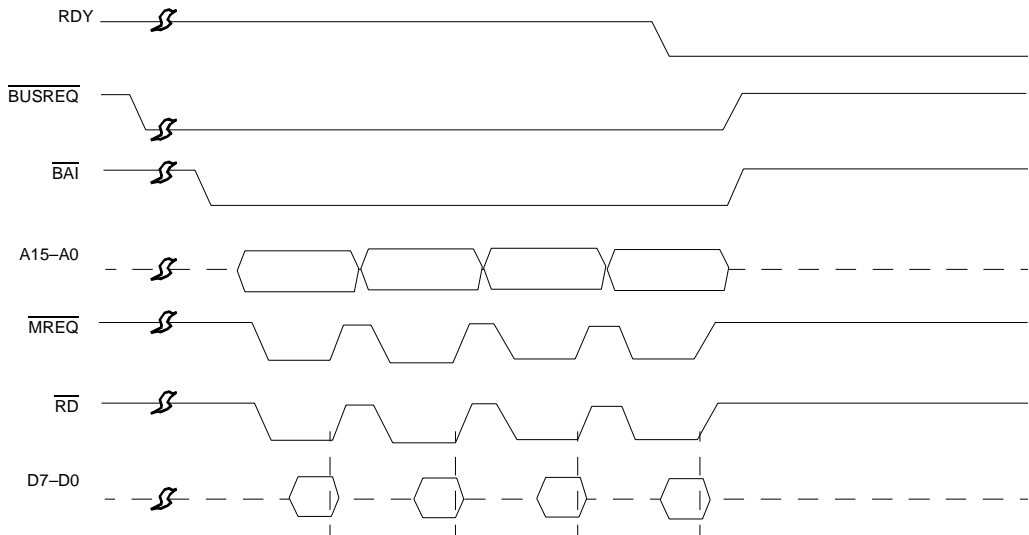 RDY
BUSREQ
BAI
A15–A0
MREQ
RD
D7–D0